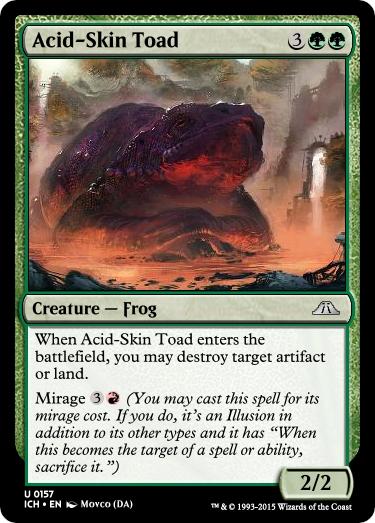 Acid-Skin Toad 3
Creature — Frog
When Acid-Skin Toad enters the
battlefield, you may destroy target artifact
or land.
Mirage 3 (You may cast this spell for its
mirage cost. If you do, it's an Illusion in
addition to its other types and it has “When
this becomes the target of a spell or ability,
sacrifice it.”)
2/2
U 0157
ICH • EN Movco (DA)
™ & © 1993-2015 Wizards of the Coast